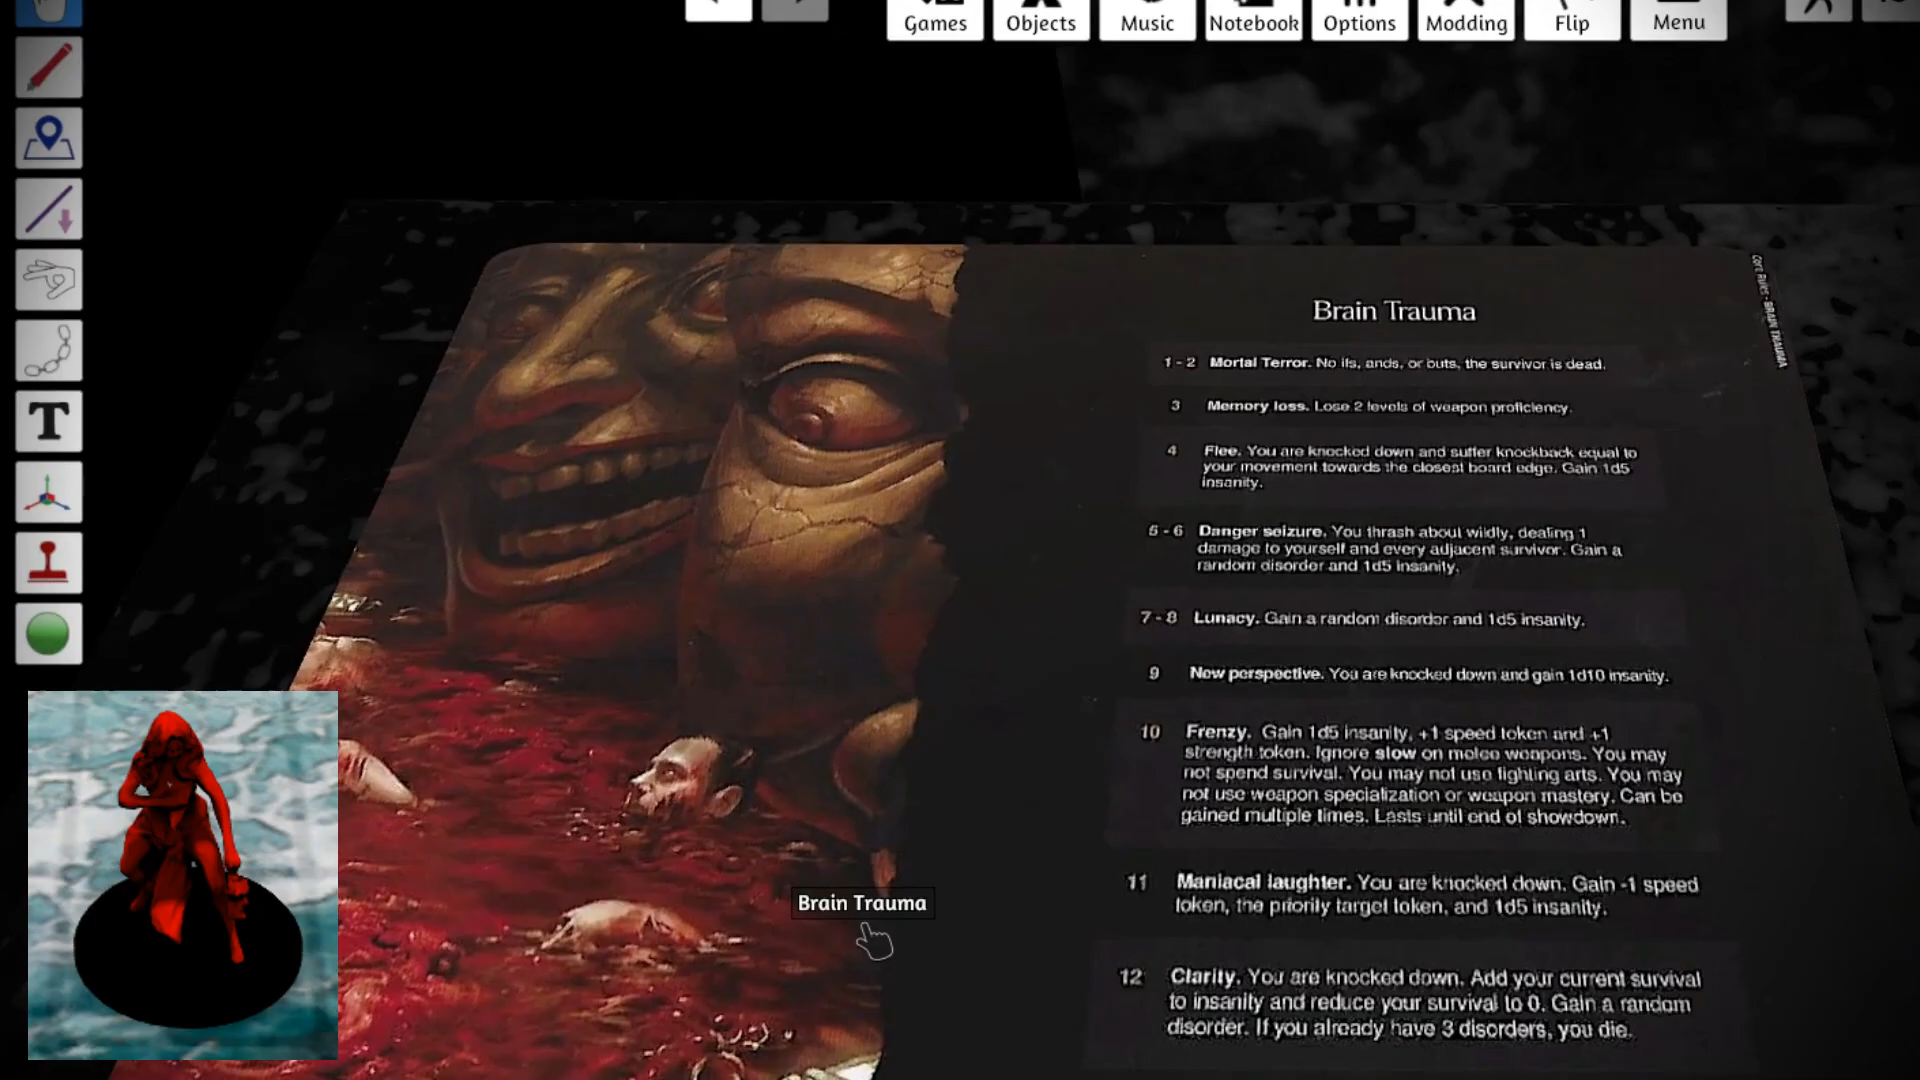 Games Objects Music Notebook Options Modding Flip Menu
Core Rules - BRAIN TRAUMA
Brain Trauma
1 - 2 Mortal Terror. No ifs, ands, or buts, the survivor is dead.
3 Memory loss. Lose 2 levels of weapon proficiency.
4 Flee. You are knocked down and suffer knockback equal to
your movement towards the closest board edge. Gain 1d5
insanity.
5 - 6 Danger seizure. You thrash about wildly, dealing 1
damage to yourself and every adjacent survivor. Gain a
random disorder and 1d5 insanity.
7 - 8 Lunacy. Gain a random disorder and 1d5 insanity.
9 New perspective. You are knocked down and gain 1d10 insanity.
10 Frenzy. Gain 1d5 insanity, +1 speed token and +1
strength token. Ignore slow on melee weapons. You may
not spend survival. You may not use fighting arts. You may
not use weapon specialization or weapon mastery. Can be
gained multiple times. Lasts until end of showdown.
11 Maniacal laughter. You are knocked down. Gain -1 speed
token, the priority target token, and 1d5 insanity.
12 Clarity. You are knocked down. Add your current survival
to insanity and reduce your survival to 0. Gain a random
disorder. If you already have 3 disorders, you die.
Brain Trauma
T